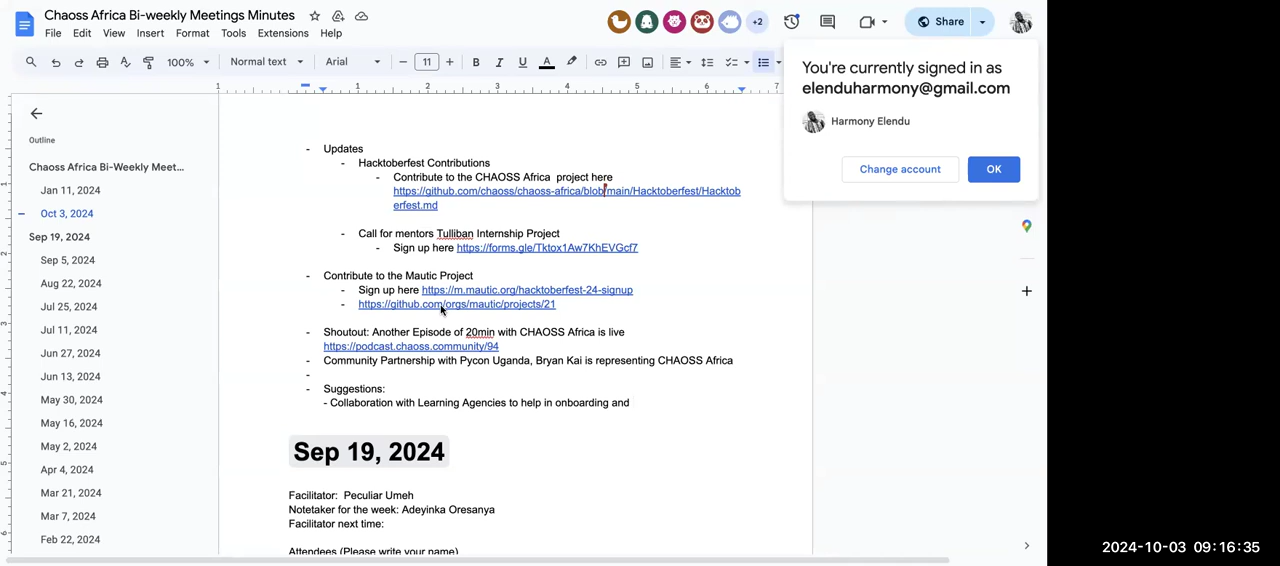 Chaoss Africa Bi-weekly Meetings Minutes
File Edit View Insert Format Tools Extensions Help
+2
Share
100% Normal text Arial 11
You're currently signed in as
elenduharmony@gmail.com
Harmony Elendu
Change account OK
1 1 2 3 4 5 6 7
Outline
Chaoss Africa Bi-Weekly Meet...
Jan 11, 2024
Oct 3, 2024
Sep 19, 2024
Sep 5, 2024
Aug 22, 2024
Jul 25, 2024
Jul 11, 2024
Jun 27, 2024
Jun 13, 2024
May 30, 2024
May 16, 2024
May 2, 2024
Apr 4, 2024
Mar 21, 2024
Mar 7, 2024
Feb 22, 2024
- Updates
- Hacktoberfest Contributions
- Contribute to the CHAOSS Africa project here
https://github.com/chaoss/chaoss-africa/blob/main/Hacktoberfest/Hacktob
erfest.md
- Call for mentors Tulliban Internship Project
- Sign up here https://forms.gle/Tktox1Aw7KhEVGcf7
- Contribute to the Mautic Project
- Sign up here https://m.mautic.org/hacktoberfest-24-signup
- https://github.com/orgs/mautic/projects/21
- Shoutout: Another Episode of 20min with CHAOSS Africa is live
https://podcast.chaoss.community/94
- Community Partnership with Pycon Uganda, Bryan Kai is representing CHAOSS Africa
-
- Suggestions:
- Collaboration with Learning Agencies to help in onboarding and
Sep 19, 2024
Facilitator: Peculiar Umeh
Notetaker for the week: Adeyinka Oresanya
Facilitator next time:
Attendees (Please write your name)
2024-10-03 09:16:35